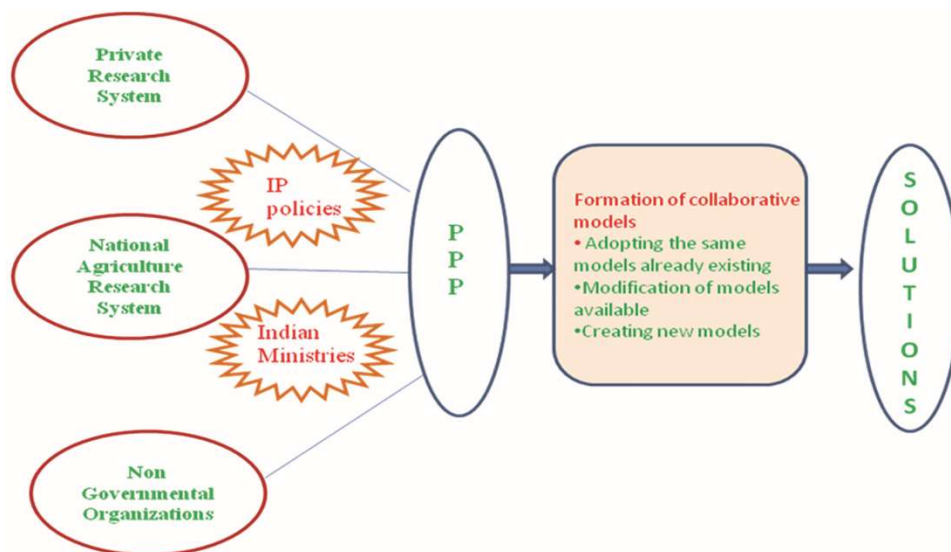 Private
Research
System
IP
policies
National
Agriculture
Research
System
Indian
Ministries
Non
Governmental
Organizations
P
P
P
Formation of collaborative
models
• Adopting the same
models already existing
•Modification of models
available
•Creating new models
S
O
L
U
T
I
O
N
S